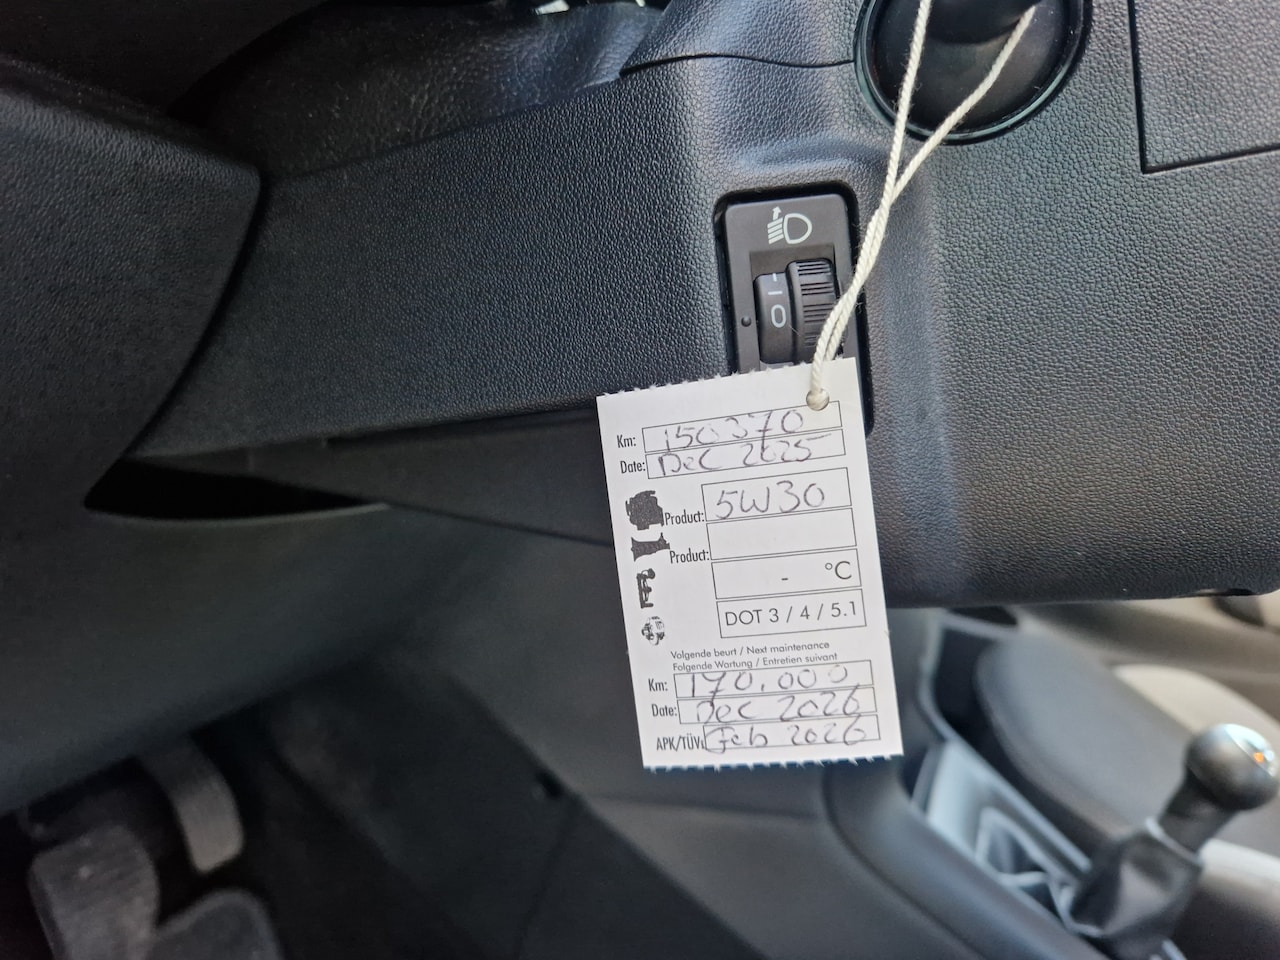 0
Km: 150370
Date: Dec 2025
Product: 5W30
Product:
- °C
DOT 3 / 4 / 5.1
Volgende beurt / Next maintenance
Folgende Wartung / Entretien suivant
Km: 170.000
Date: Dec 2026
APK/TÜV: Feb 2026